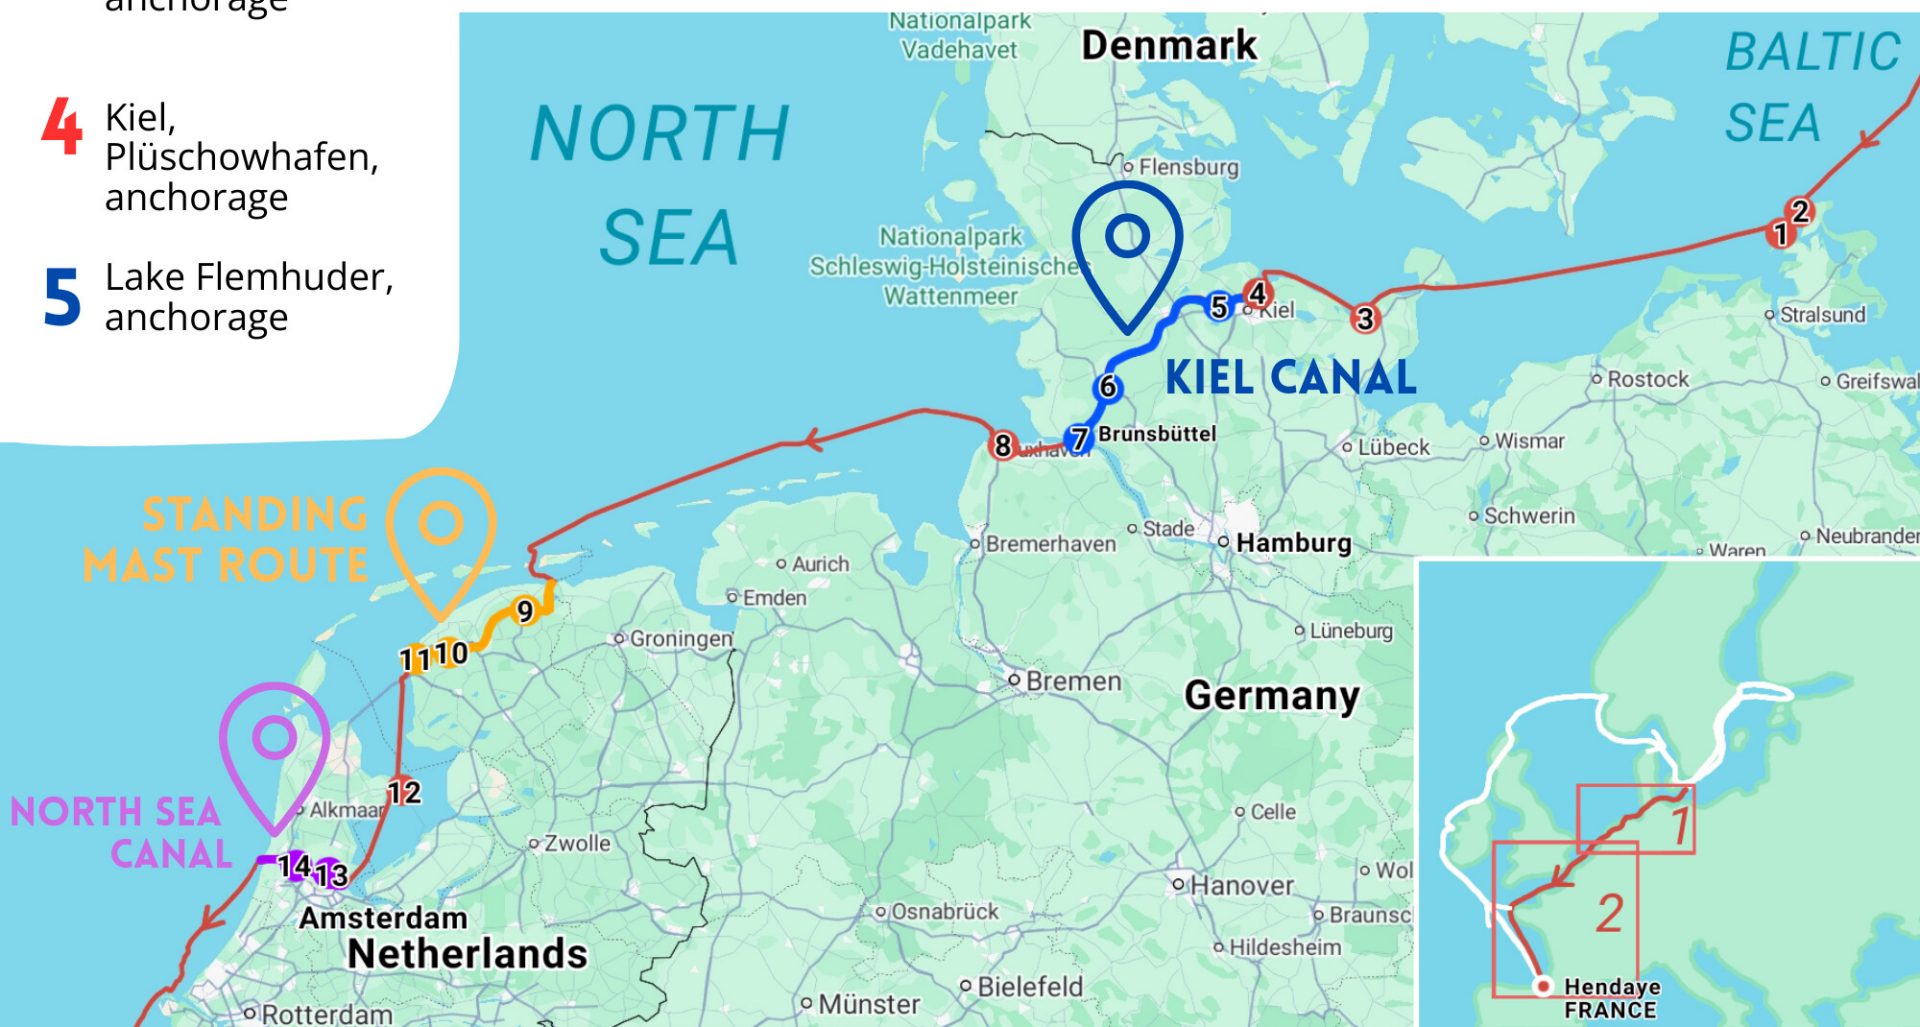 anchorage
4 Kiel,
Plüschowhafen,
anchorage
5 Lake Flemhuder,
anchorage
Nationalpark
Vadehavet
Denmark
BALTIC
SEA
NORTH
SEA
Flensburg
Nationalpark
Schleswig-Holsteinisches
Wattenmeer
2
1
5
4
Kiel
3
Stralsund
KIEL CANAL
6
Rostock
Greifswal
7
Brunsbüttel
8
uxhaven
Lübeck
Wismar
STANDING
MAST ROUTE
Stade
Schwerin
Bremerhaven
Hamburg
Neubrander
Waren
Aurich
Emden
9
Groningen
Lüneburg
11
10
Bremen
Germany
12
NORTH SEA
CANAL
Alkmaar
Celle
Zwolle
14
13
Wol
Hanover
Amsterdam
Osnabrück
Braunsc
Netherlands
Hildesheim
Bielefeld
Münster
Rotterdam
1
2
Hendaye
FRANCE